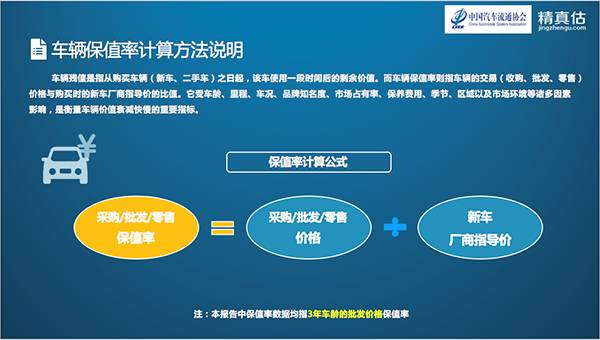 中国汽车流通协会
China Automobile Dealers Association
精真估
jingzhengu.com
车辆保值率计算方法说明
车辆残值是指从购买车辆（新车、二手车）之日起，该车使用一段时间后的剩余价值。而车辆保值率则指车辆的交易（收购、批发、零售）
价格与购买时的新车厂商指导价的比值。它受车龄、里程、车况、品牌知名度、市场占有率、保养费用、季节、区域以及市场环境等诸多因素
影响，是衡量车辆价值衰减快慢的重要指标。
保值率计算公式
采购/批发/零售
保值率
=
采购/批发/零售
价格
÷
新车
厂商指导价
注：本报告中保值率数据均指3年车龄的批发价格保值率